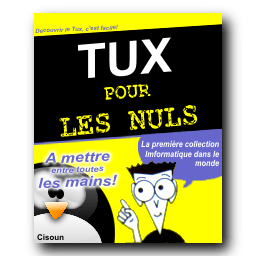 Découvrir le Tux, c'est facile!
TUX
POUR
LES NULS
La première collection
Imformatique dans le
monde
A mettre
entre toutes
les mains!
Cisoun